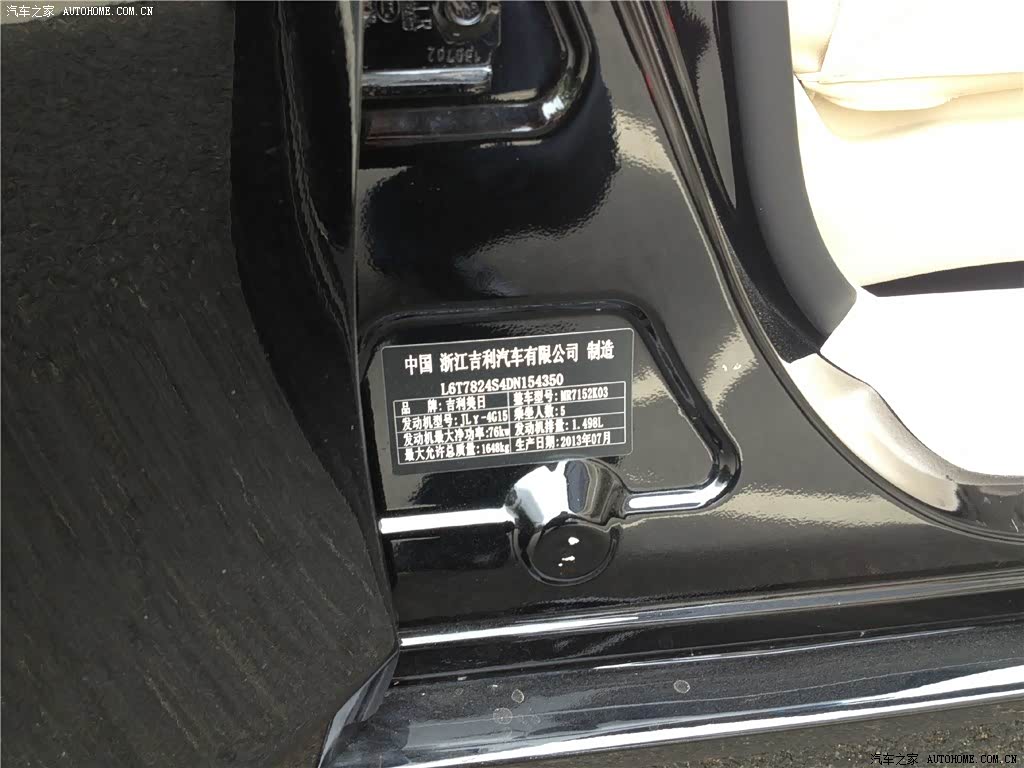 汽车之家 AUTOHOME.COM.CN
中国 浙江吉利汽车有限公司 制造
L6T7824S4DN154350
品 牌:吉利美日 整车型号:MR7152K03
发动机型号:JLγ-4G15 乘坐人数:5
发动机最大净功率:76kw 发动机排量:1.498L
最大允许总质量:1648kg 生产日期:2013年07月
汽车之家 AUTOHOME.COM.CN